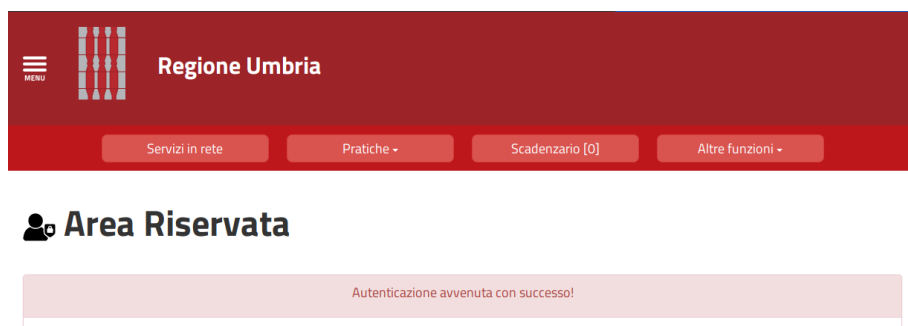 MENU
Regione Umbria
Servizi in rete
Pratiche
Scadenzario [0]
Altre funzioni
Area Riservata
Autenticazione avvenuta con successo!